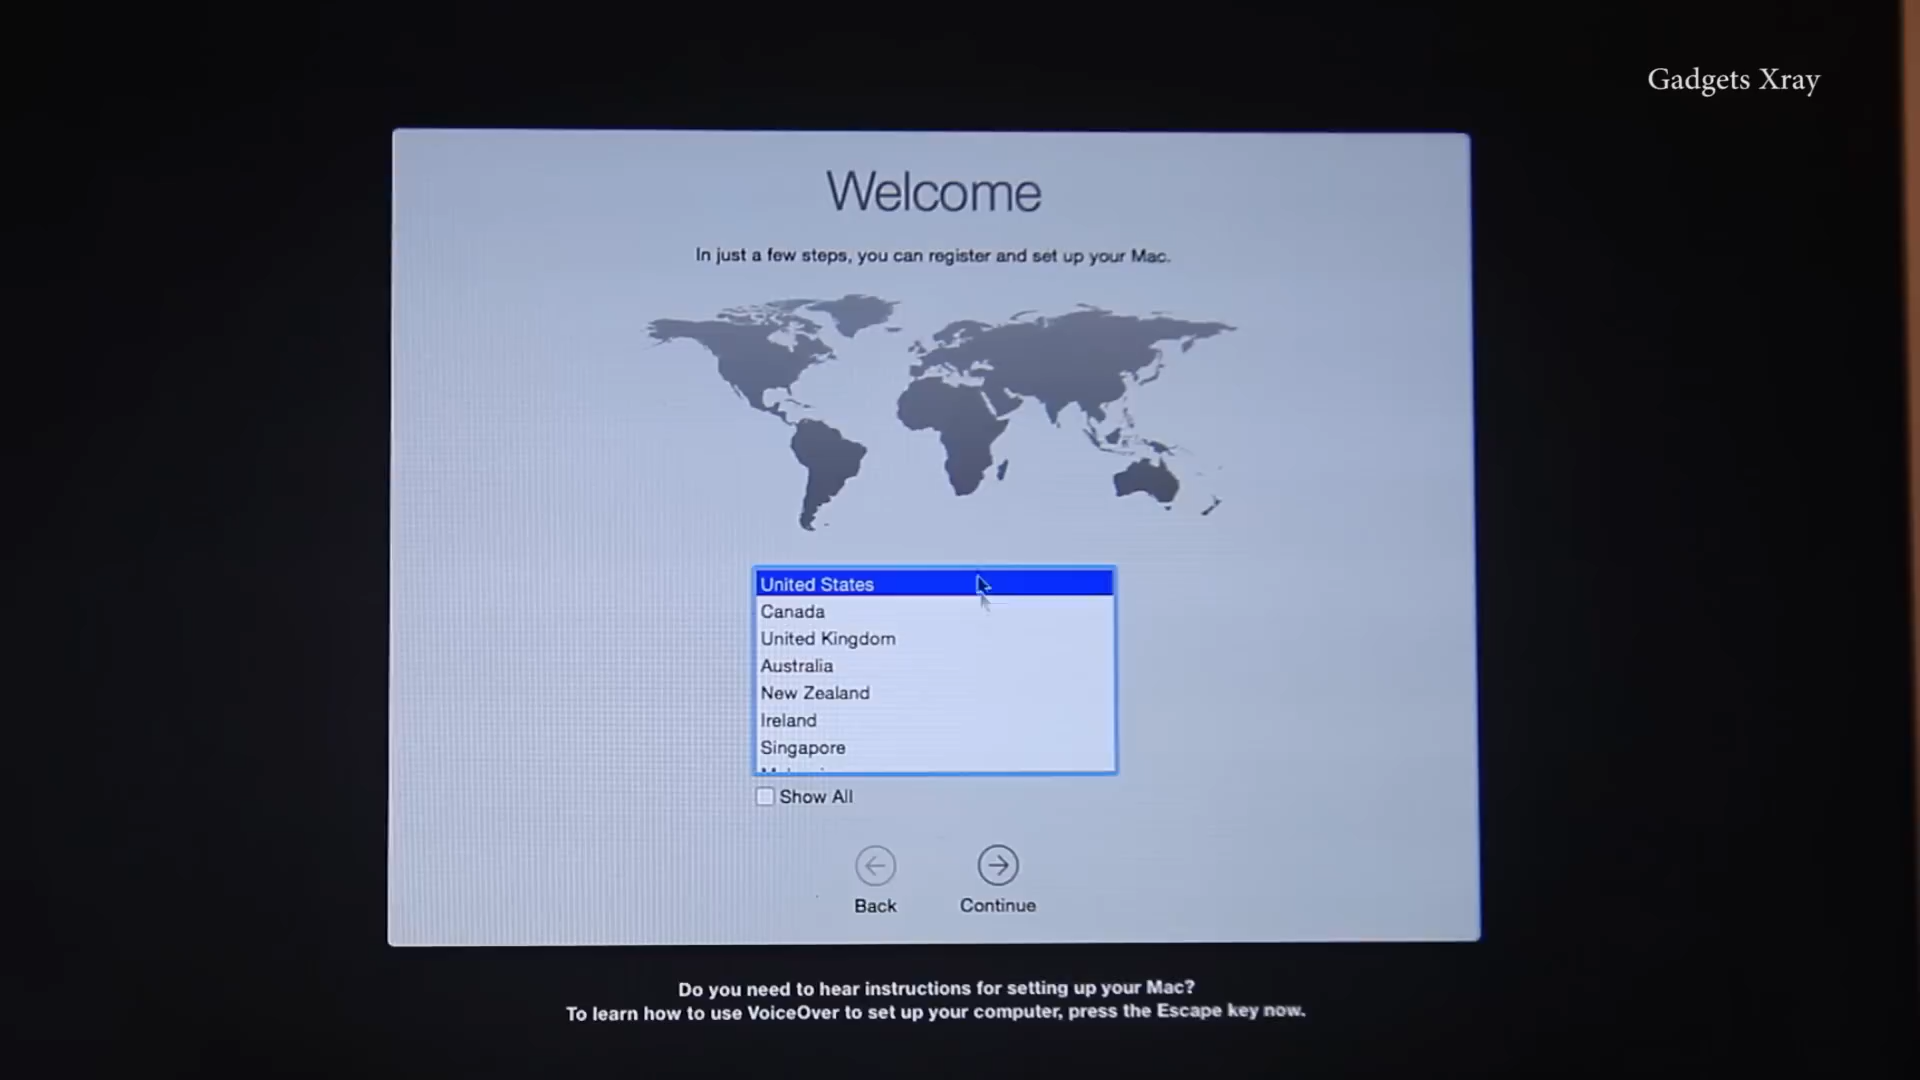 Gadgets Xray
Welcome
In just a few steps, you can register and set up your Mac.
United States
Canada
United Kingdom
Australia
New Zealand
Ireland
Singapore
Show All
Back
Continue
Do you need to hear instructions for setting up your Mac?
To learn how to use VoiceOver to set up your computer, press the Escape key now.